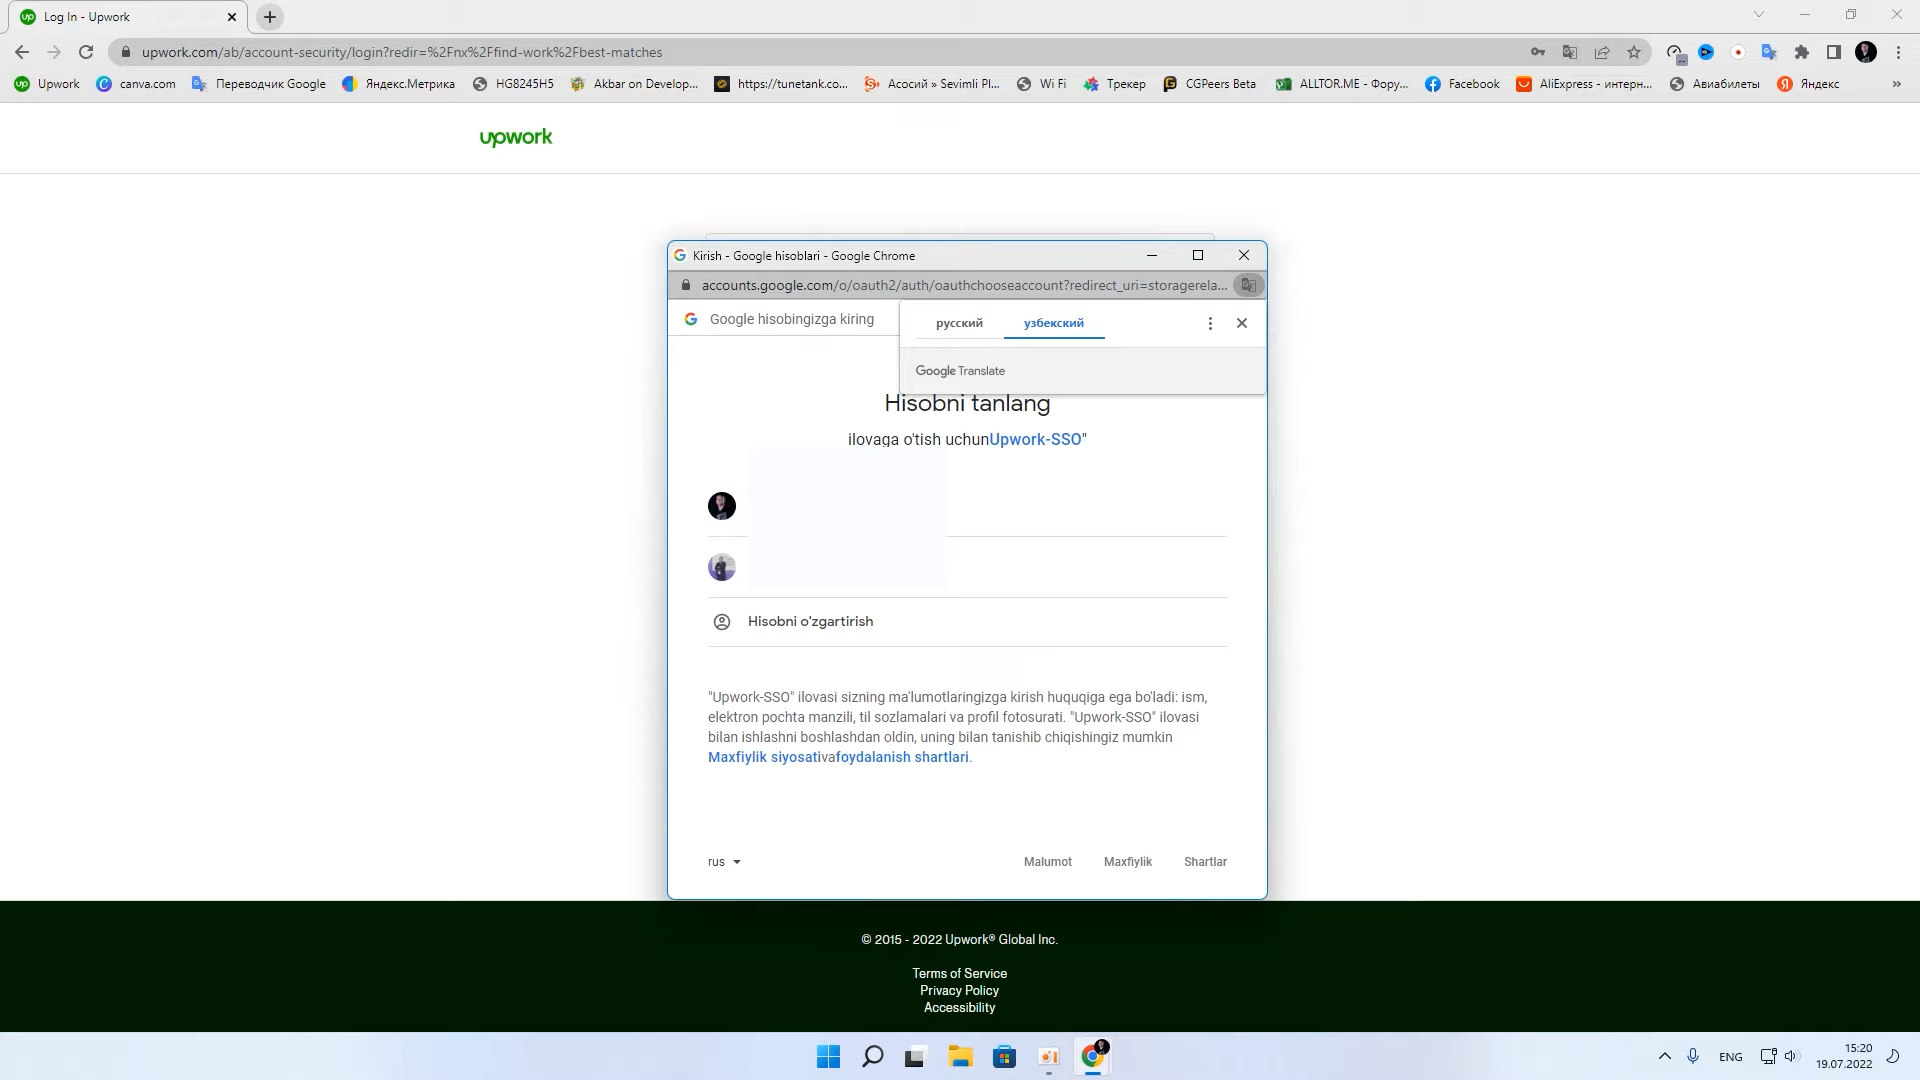 Log In - Upwork
upwork.com/ab/account-security/login?redir=%2Fnx%2Ffind-work%2Fbest-matches
Upwork
canva.com
Переводчик Google
Яндекс.Метрика
HG8245H5
Akbar on Develop...
https://tunetank.co...
Асосий » Sevimli Pl...
Wi Fi
Трекер
CGPeers Beta
ALLTOR.ME - Фору...
Facebook
AliExpress - интерн...
Авиабилеты
Яндекс
»
upwork
Kirish - Google hisoblari - Google Chrome
accounts.google.com/o/oauth2/auth/oauthchooseaccount?redirect_uri=storagerela...
Google hisobingizga kiring
русский
узбекский
Google Translate
Hisobni tanlang
ilovaga o'tish uchunUpwork-SSO"
Hisobni o'zgartirish
"Upwork-SSO" ilovasi sizning ma'lumotlaringizga kirish huquqiga ega bo'ladi: ism,
elektron pochta manzili, til sozlamalari va profil fotosurati. "Upwork-SSO" ilovasi
bilan ishlashni boshlashdan oldin, uning bilan tanishib chiqishingiz mumkin
Maxfiylik siyosativafoydalanish shartlari.
rus
Malumot
Maxfiylik
Shartlar
© 2015 - 2022 Upwork® Global Inc.
Terms of Service
Privacy Policy
Accessibility
ENG
15:20
19.07.2022